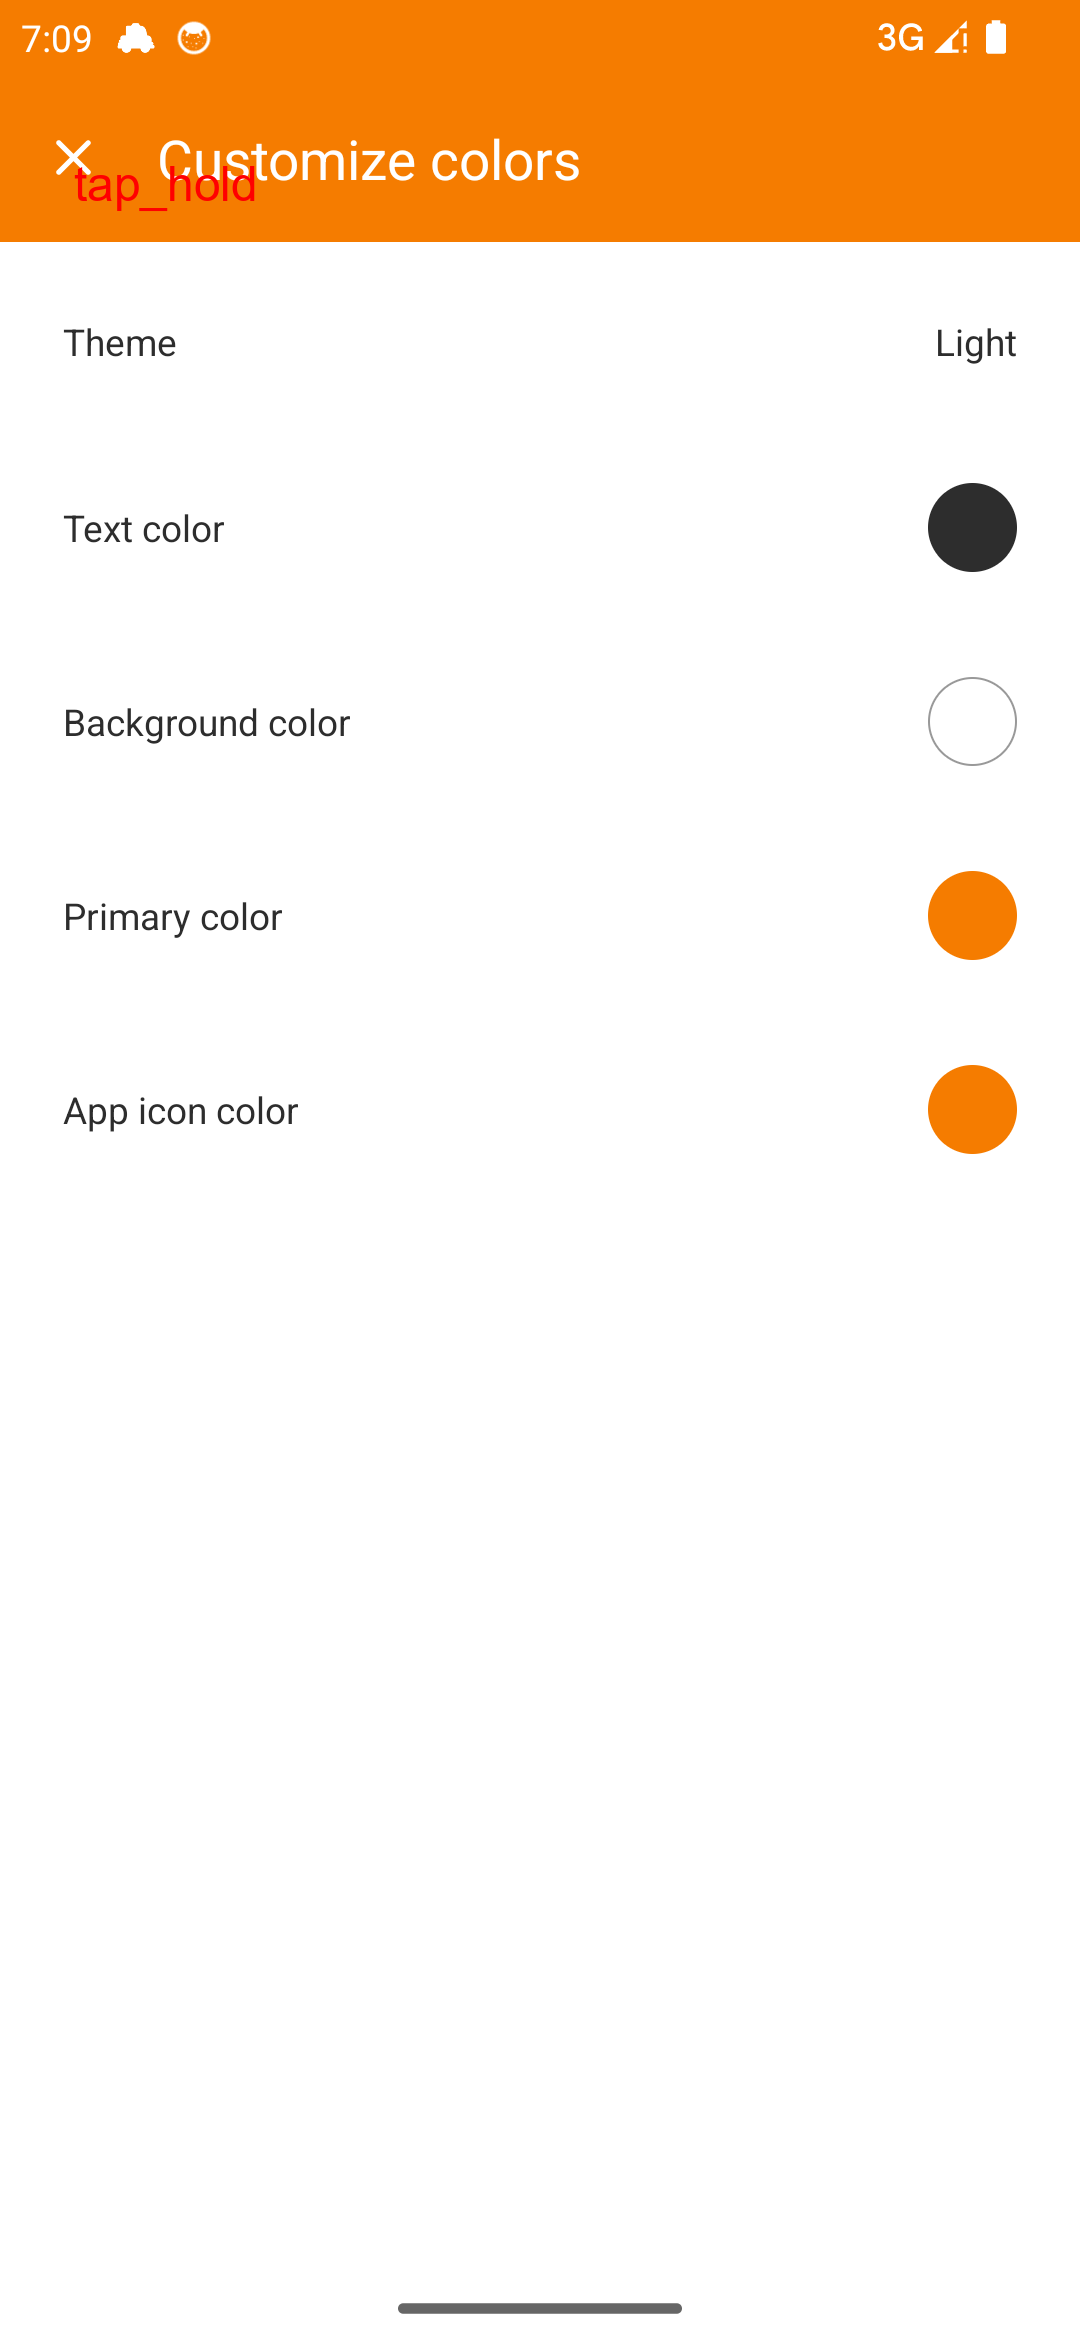 7:09 3G
Customize colors
tap_hold
Theme Light
Text color
Background color
Primary color
App icon color